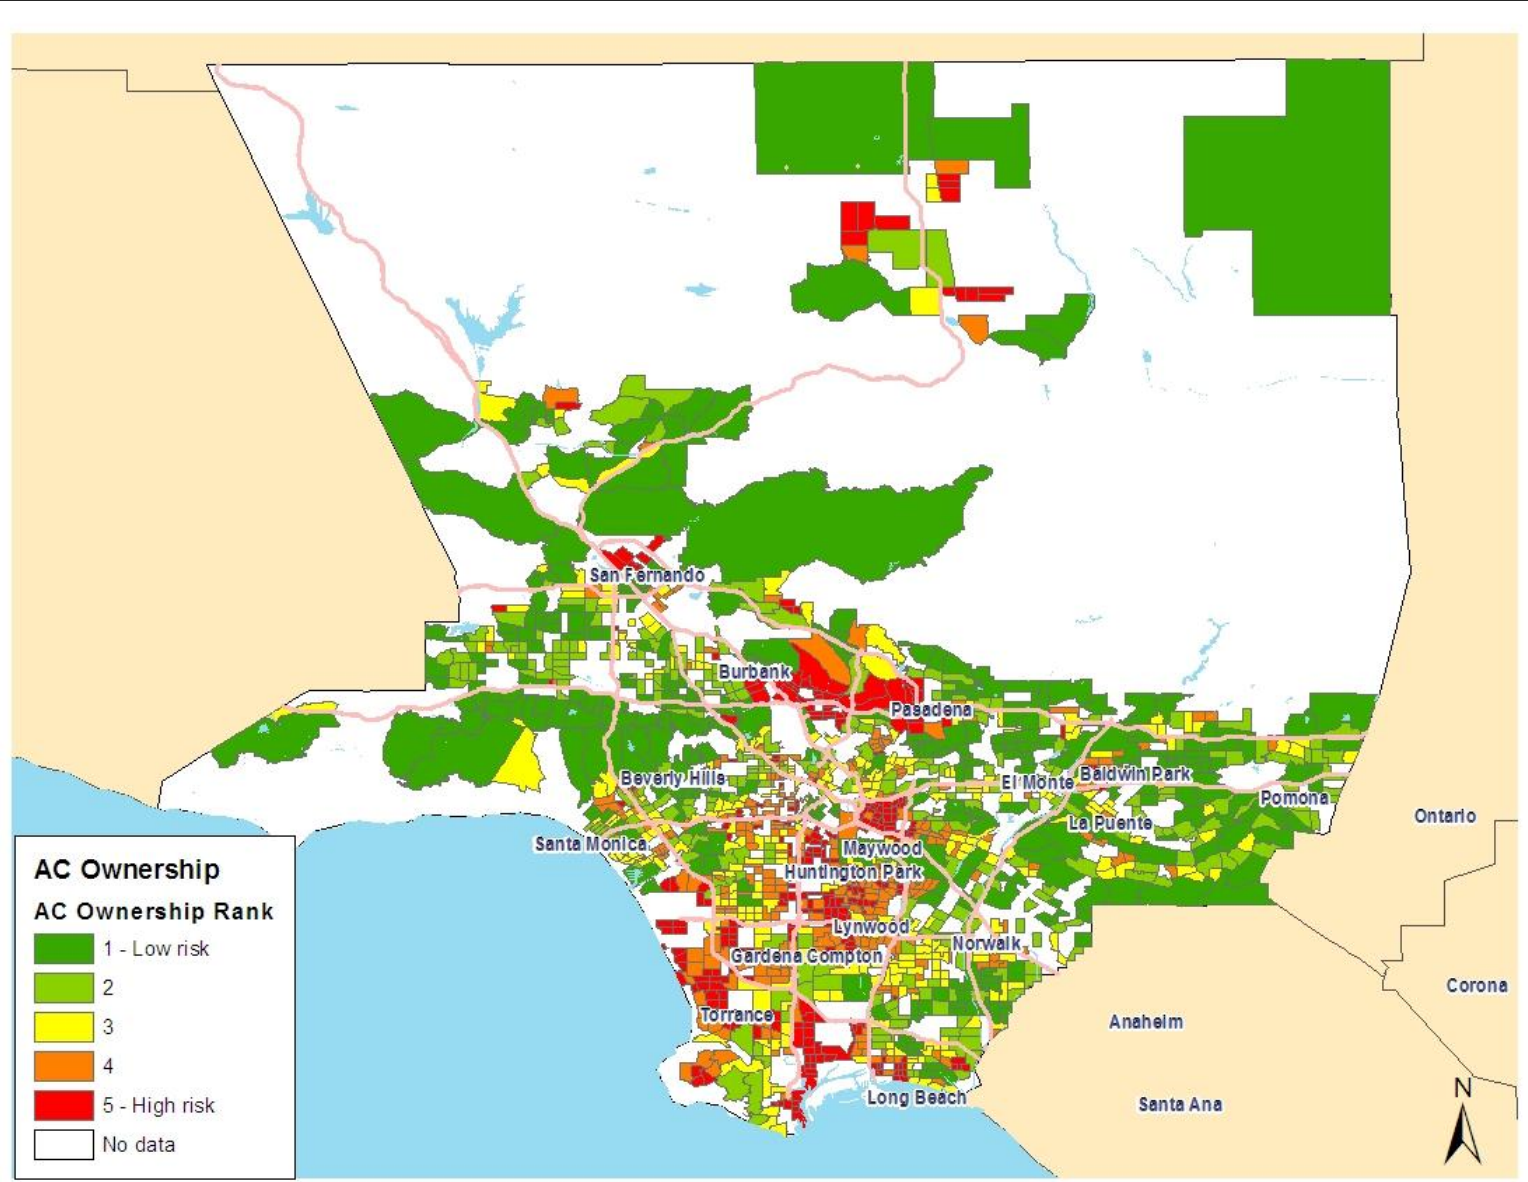 San Fernando
Burbank
Pasadena
Beverly Hills
El Monte
Baldwin Park
Pomona
La Puente
Ontario
Santa Monica
Maywood
Huntington Park
Lynwood
Norwalk
Gardena
Compton
Corona
Torrance
Anaheim
Long Beach
Santa Ana
AC Ownership
AC Ownership Rank
1 - Low risk
2
3
4
5 - High risk
No data
N